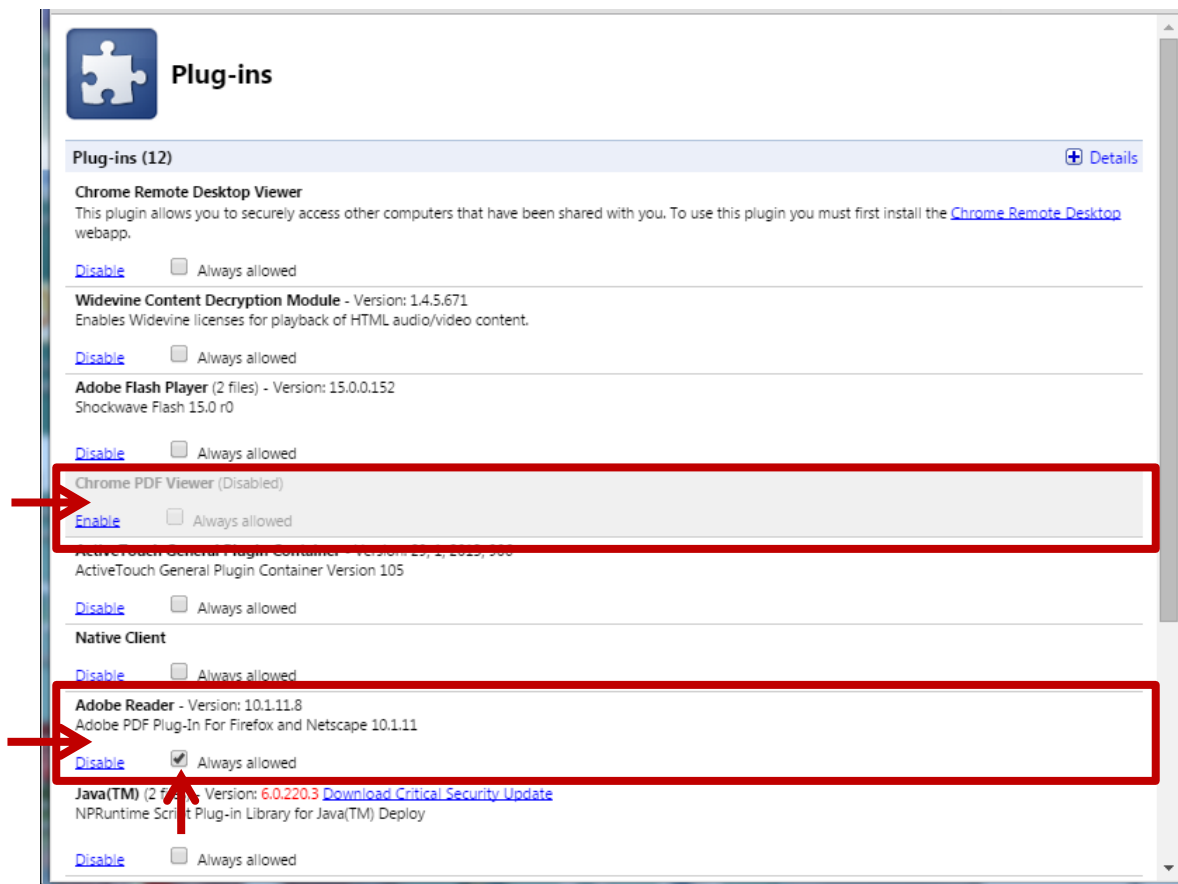 Plug-ins
Plug-ins (12) Details
Chrome Remote Desktop Viewer
This plugin allows you to securely access other computers that have been shared with you. To use this plugin you must first install the Chrome Remote Desktop
webapp.
Disable Always allowed
Widevine Content Decryption Module - Version: 1.4.5.671
Enables Widevine licenses for playback of HTML audio/video content.
Disable Always allowed
Adobe Flash Player (2 files) - Version: 15.0.0.152
Shockwave Flash 15.0 r0
Disable Always allowed
Chrome PDF Viewer (Disabled)
Enable Always allowed
ActiveTouch General Plugin Container - Version:
ActiveTouch General Plugin Container Version 105
Disable Always allowed
Native Client
Disable Always allowed
Adobe Reader - Version: 10.1.11.8
Adobe PDF Plug-In For Firefox and Netscape 10.1.11
Disable Always allowed
Java(TM) (2 files) - Version: 6.0.220.3 Download Critical Security Update
NPRuntime Script Plug-in Library for Java(TM) Deploy
Disable Always allowed